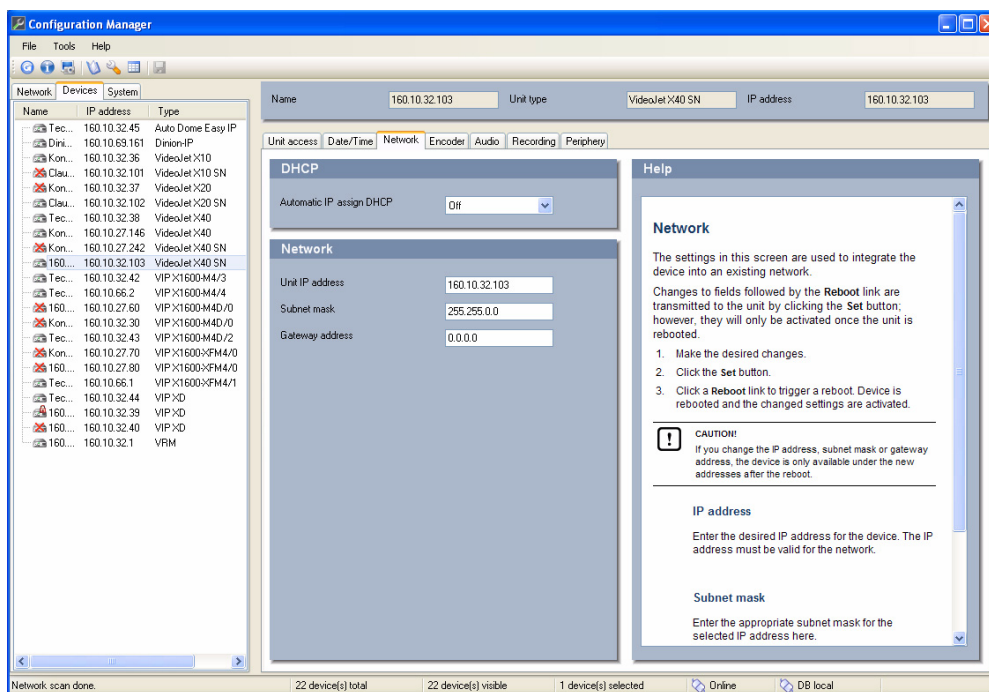 Configuration Manager
File Tools Help
Network Devices System
Name IP address Type
Tec... 160.10.32.45 Auto Dome Easy IP
Dini... 160.10.69.161 Dinion-IP
Kon... 160.10.32.36 VideoJet X10
Clau... 160.10.32.101 VideoJet X10 SN
Kon... 160.10.32.37 VideoJet X20
Clau... 160.10.32.102 VideoJet X20 SN
Tec... 160.10.32.38 VideoJet X40
Kon... 160.10.27.146 VideoJet X40
Kon... 160.10.27.242 VideoJet X40 SN
160.... 160.10.32.103 VideoJet X40 SN
Tec... 160.10.32.42 VIP X1600-M4/3
Tec... 160.10.66.2 VIP X1600-M4/4
160.... 160.10.27.60 VIP X1600-M4D/0
Kon... 160.10.32.30 VIP X1600-M4D/0
Tec... 160.10.32.43 VIP X1600-M4D/2
Kon... 160.10.27.70 VIP X1600-XFM4/0
160.... 160.10.27.80 VIP X1600-XFM4/0
Tec... 160.10.66.1 VIP X1600-XFM4/1
Tec... 160.10.32.44 VIP XD
160.... 160.10.32.39 VIP XD
160.... 160.10.32.40 VIP XD
160.... 160.10.32.1 VRM
Name 160.10.32.103 Unit type VideoJet X40 SN IP address 160.10.32.103
Unit access Date/Time Network Encoder Audio Recording Periphery
DHCP
Automatic IP assign DHCP Off
Network
Unit IP address 160.10.32.103
Subnet mask 255.255.0.0
Gateway address 0.0.0.0
Help
Network
The settings in this screen are used to integrate the
device into an existing network.
Changes to fields followed by the Reboot link are
transmitted to the unit by clicking the Set button;
however, they will only be activated once the unit is
rebooted.
1. Make the desired changes.
2. Click the Set button.
3. Click a Reboot link to trigger a reboot. Device is
rebooted and the changed settings are activated.
CAUTION!
If you change the IP address, subnet mask or gateway
address, the device is only available under the new
addresses after the reboot.
IP address
Enter the desired IP address for the device. The IP
address must be valid for the network.
Subnet mask
Enter the appropriate subnet mask for the
selected IP address here.
Network scan done. 22 device(s) total 22 device(s) visible 1 device(s) selected Online DB local